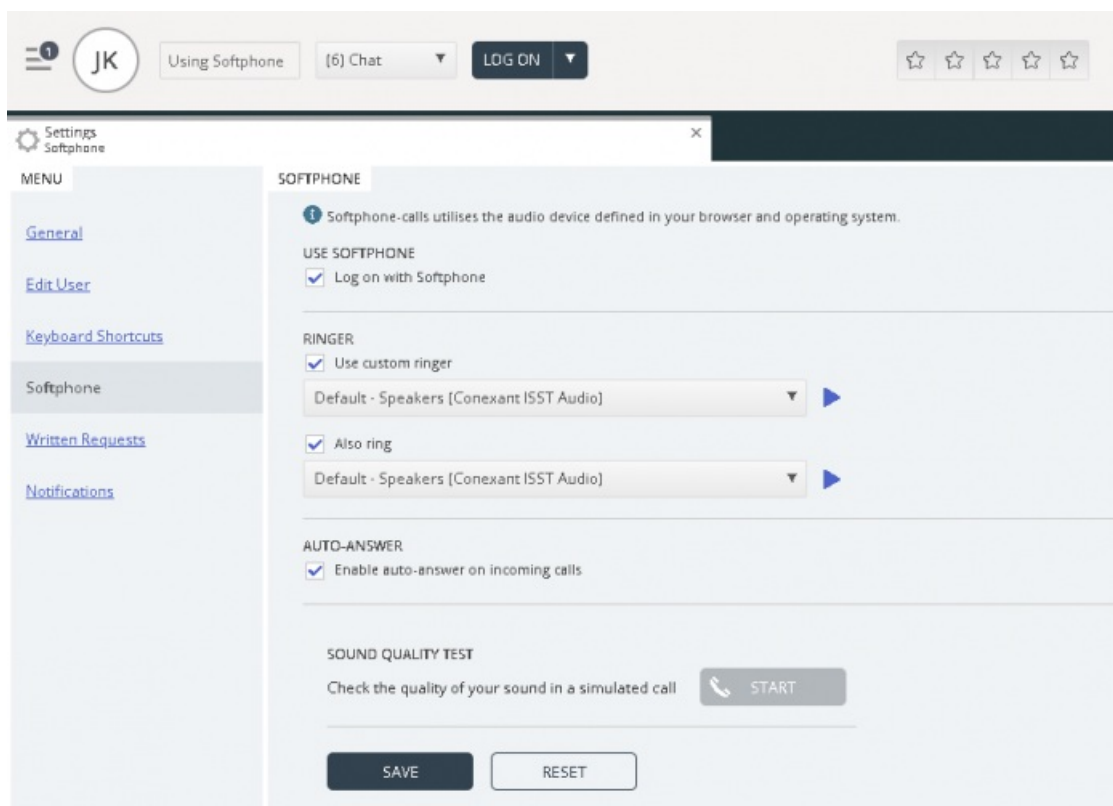 1
JK
Using Softphone
(6) Chat
LOG ON
Settings
Softphone
MENU
General
Edit User
Keyboard Shortcuts
Softphone
Written Requests
Notifications
SOFTPHONE
Softphone-calls utilises the audio device defined in your browser and operating system.
USE SOFTPHONE
Log on with Softphone
RINGER
Use custom ringer
Default - Speakers (Conexant ISST Audio)
Also ring
Default - Speakers (Conexant ISST Audio)
AUTO-ANSWER
Enable auto-answer on incoming calls
SOUND QUALITY TEST
Check the quality of your sound in a simulated call
START
SAVE
RESET